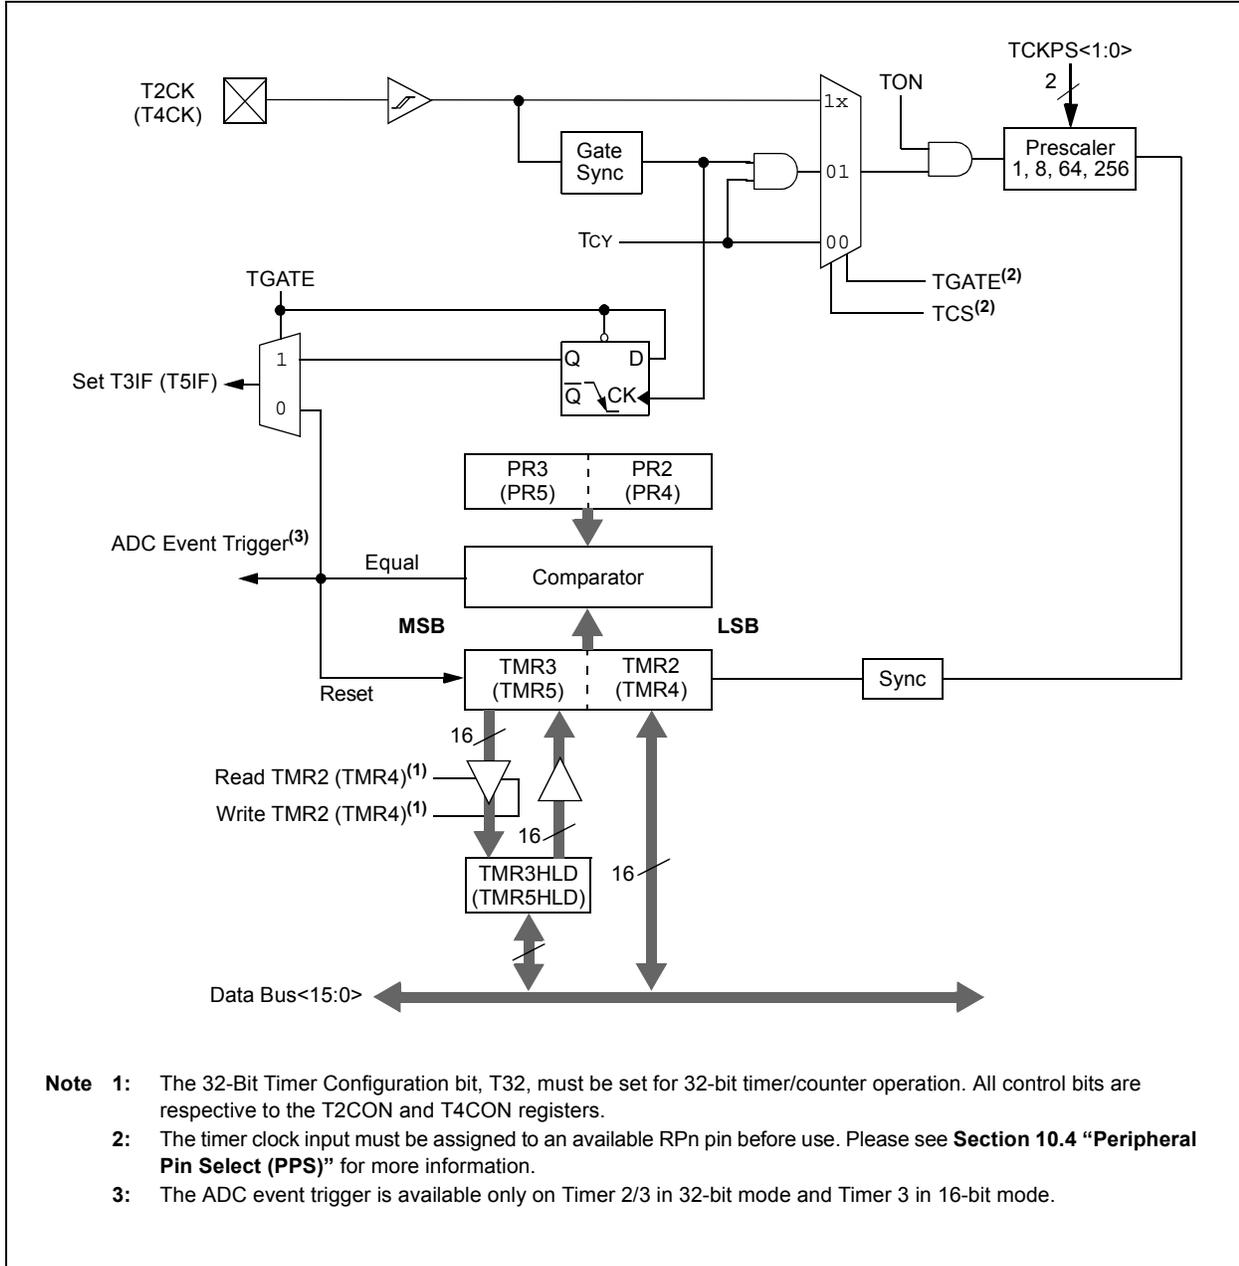 TCKPS<1:0>
2
T2CK
(T4CK)
TON
1x
Gate
Sync
01
Prescaler
1, 8, 64, 256
TCY
00
TGATE(2)
TCS(2)
TGATE
1
Q D
Set T3IF (T5IF)
Q CK
0
PR3 PR2
(PR5) (PR4)
ADC Event Trigger(3)
Equal
Comparator
MSB LSB
TMR3 TMR2
(TMR5) (TMR4)
Sync
Reset
16
Read TMR2 (TMR4)(1)
Write TMR2 (TMR4)(1)
16
16
TMR3HLD
(TMR5HLD)
Data Bus<15:0>
Note 1: The 32-Bit Timer Configuration bit, T32, must be set for 32-bit timer/counter operation. All control bits are
respective to the T2CON and T4CON registers.
2: The timer clock input must be assigned to an available RPn pin before use. Please see Section 10.4 “Peripheral
Pin Select (PPS)” for more information.
3: The ADC event trigger is available only on Timer 2/3 in 32-bit mode and Timer 3 in 16-bit mode.